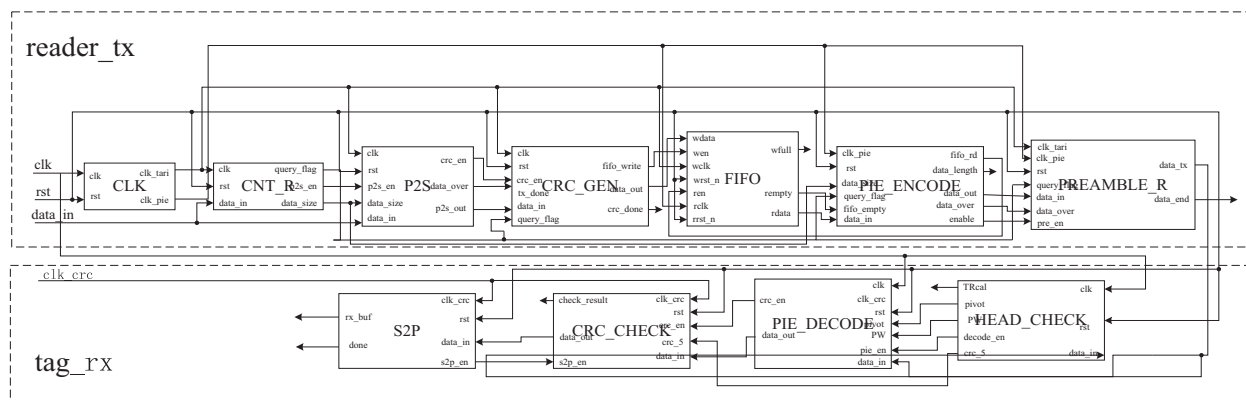 reader_tx
clk
rst
data_in
clk
rst
clk_tari
clk_pie
CLK
clk
rst
data_in
query_flag
p2s_en
data_size
CNT_R
clk
rst
p2s_en
data_size
data_in
crc_en
data_over
p2s_out
P2S
clk
rst
crc_en
tx_done
data_in
query_flag
fifo_write
data_out
crc_done
CRC_GEN
wdata
wen
wclk
wrst_n
ren
rclk
rrst_n
wfull
rempty
rdata
FIFO
clk_pie
rst
query_flag
fifo_empty
data_in
fifo_rd
data_length
data_out
data_over
enable
PIE_ENCODE
clk_tari
clk_pie
rst
query_flag
data_in
data_over
pre_en
data_tx
data_end
PREAMBLE_R
tag_rx
clk_crc
rx_buf
done
clk_crc
rst
data_in
s2p_en
S2P
check_result
data_out
s2p_en
clk_crc
rst
crc_en
crc_5
data_in
CRC_CHECK
crc_en
data_out
clk
clk_crc
rst
pivot
PW
pie_en
data_in
PIE_DECODE
TRcal
pivot
PW
decode_en
crc_5
clk
rst
data_in
HEAD_CHECK